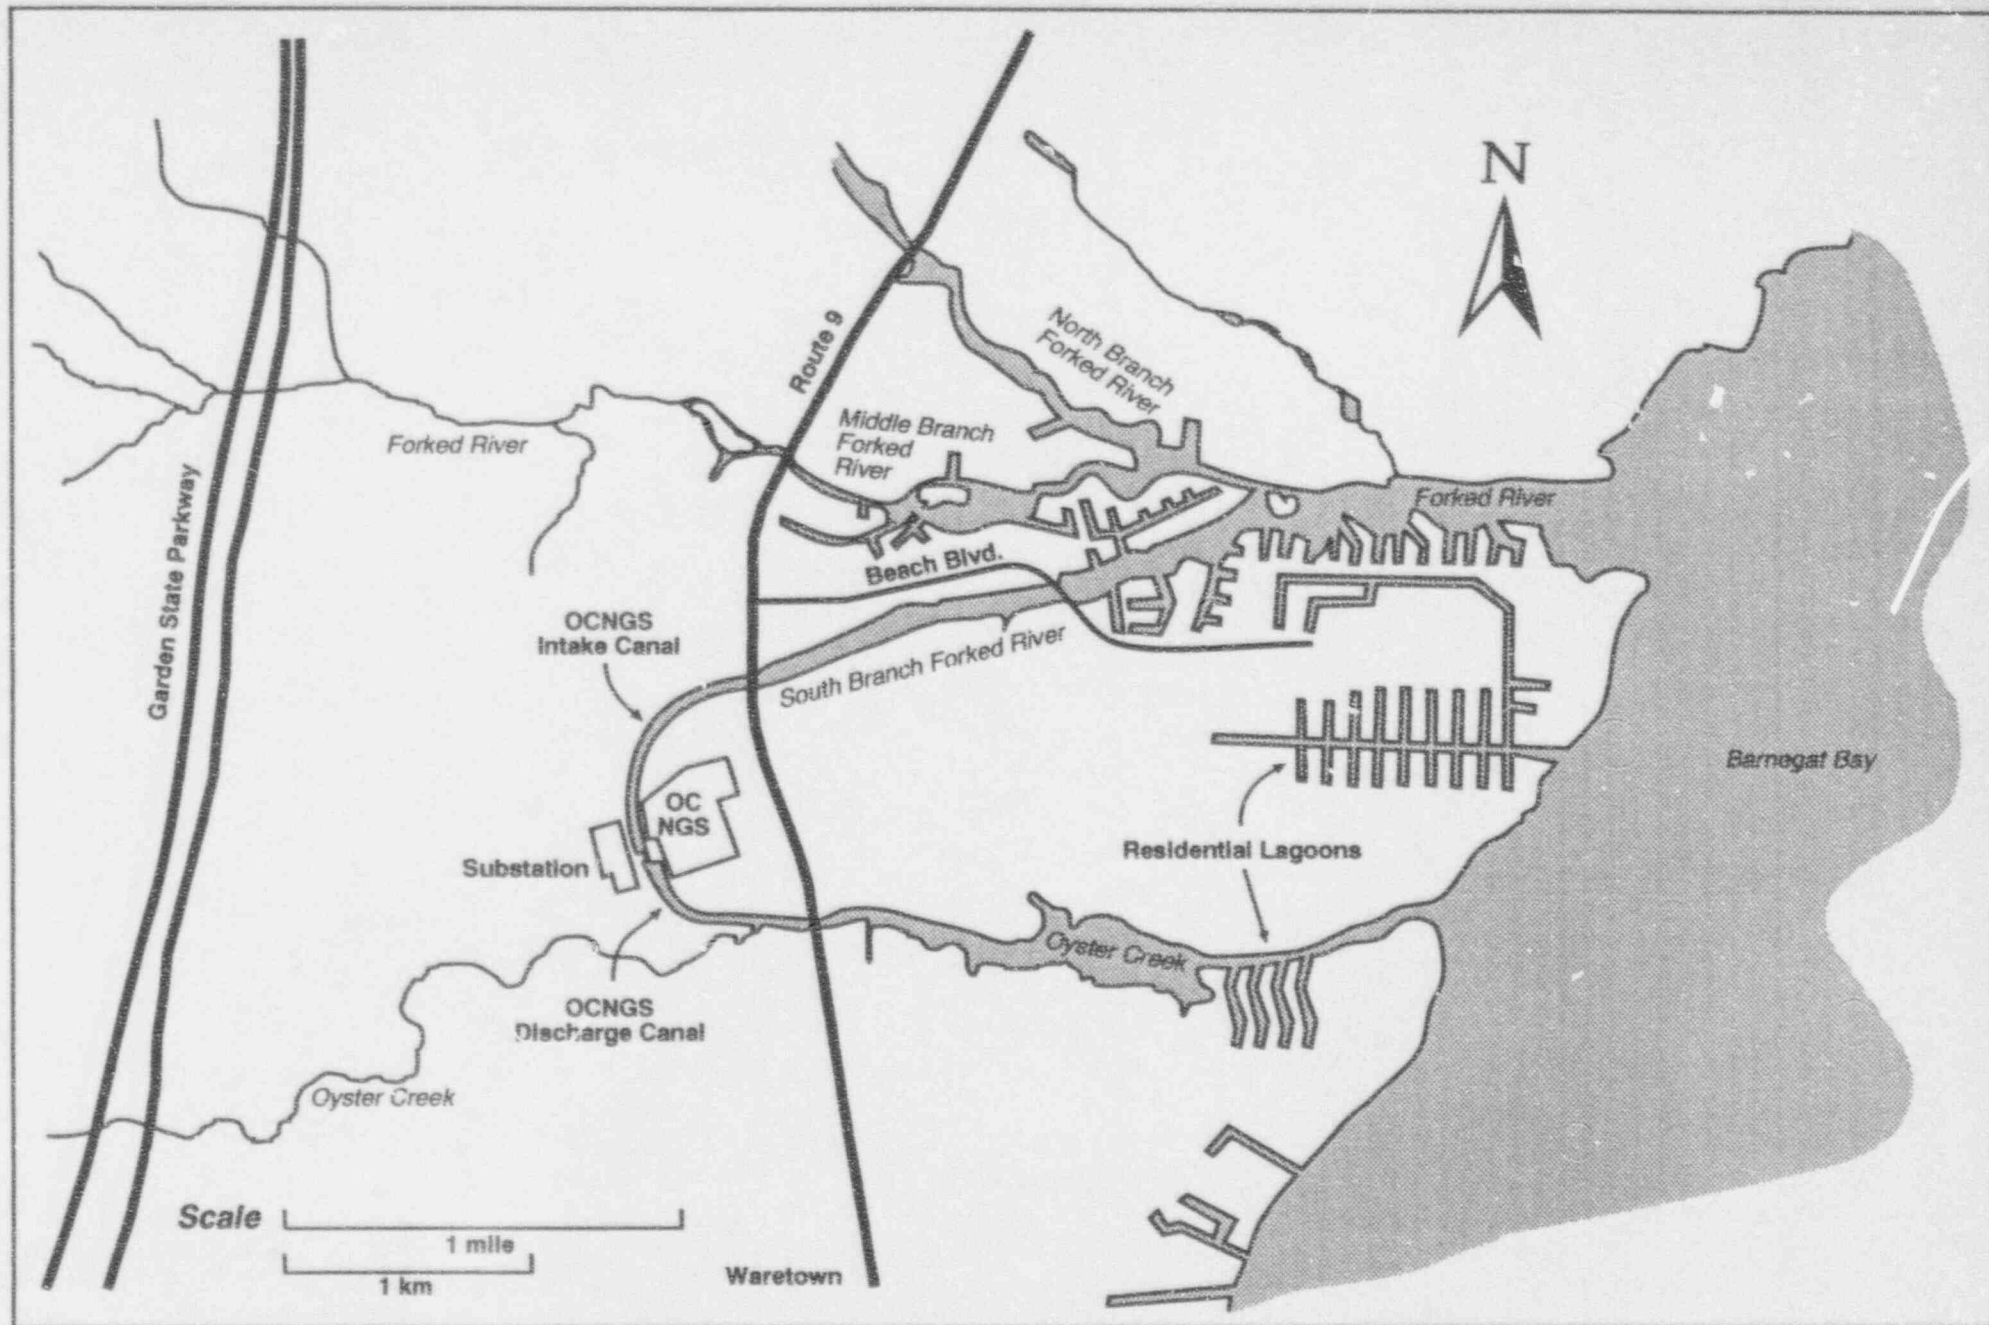 N
Route 9
North Branch
Forked River
Middle Branch
Forked
River
Forked River
Forked River
Garden State Parkway
Beach Blvd.
OCNGS
Intake Canal
South Branch Forked River
Barnegat Bay
OC
NGS
Substation
Residential Lagoons
Oyster Creek
OCNGS
Discharge Canal
Oyster Creek
Scale
1 mile
1 km
Waretown